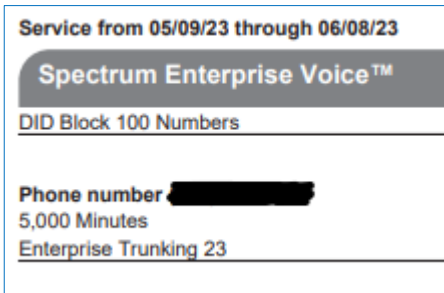 Service from 05/09/23 through 06/08/23
Spectrum Enterprise Voice™
DID Block 100 Numbers
Phone number
5,000 Minutes
Enterprise Trunking 23